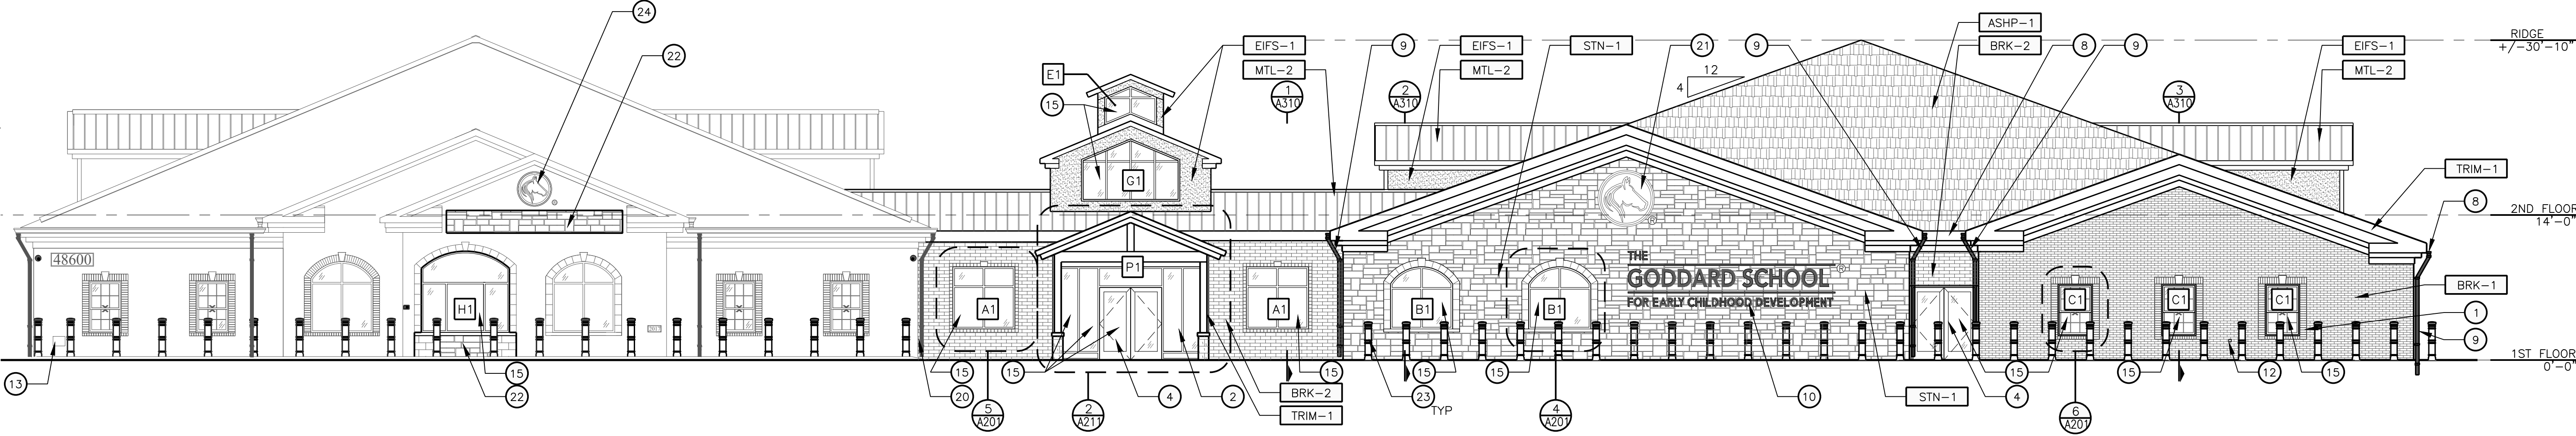 24
22
48600
H1
13
15
22
E1
15
EIFS-1
MTL-2
1
A310
G1
P1
A1
A1
15
20
5
A201
15
2
A211
4
2
BRK-2
TRIM-1
15
9
EIFS-1
MTL-2
2
A310
STN-1
21
12
4
9
ASHP-1
BRK-2
8
9
3
A310
EIFS-1
MTL-2
RIDGE
+/-30'-10"
TRIM-1
2ND FLOOR
14'-0"
8
®
®
THE
GODDARD SCHOOL®
FOR EARLY CHILDHOOD DEVELOPMENT
B1
B1
C1
C1
C1
BRK-1
1
9
1ST FLOOR
0'-0"
23
TYP
15
15
4
A201
10
STN-1
15
4
6
A201
15
12
15